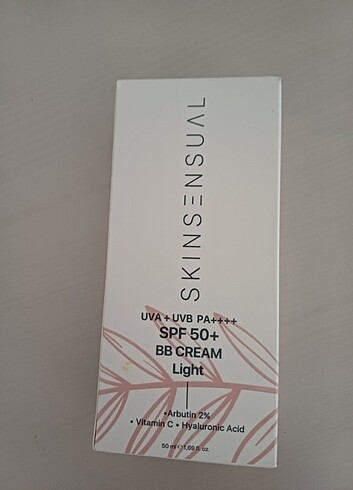 SKINSENSUAL
UVA + UVB PA++++
SPF 50+
BB CREAM
Light
•Arbutin 2%
• Vitamin C • Hyaluronic Acid
50 ml ℮ 1,69 fl. oz.